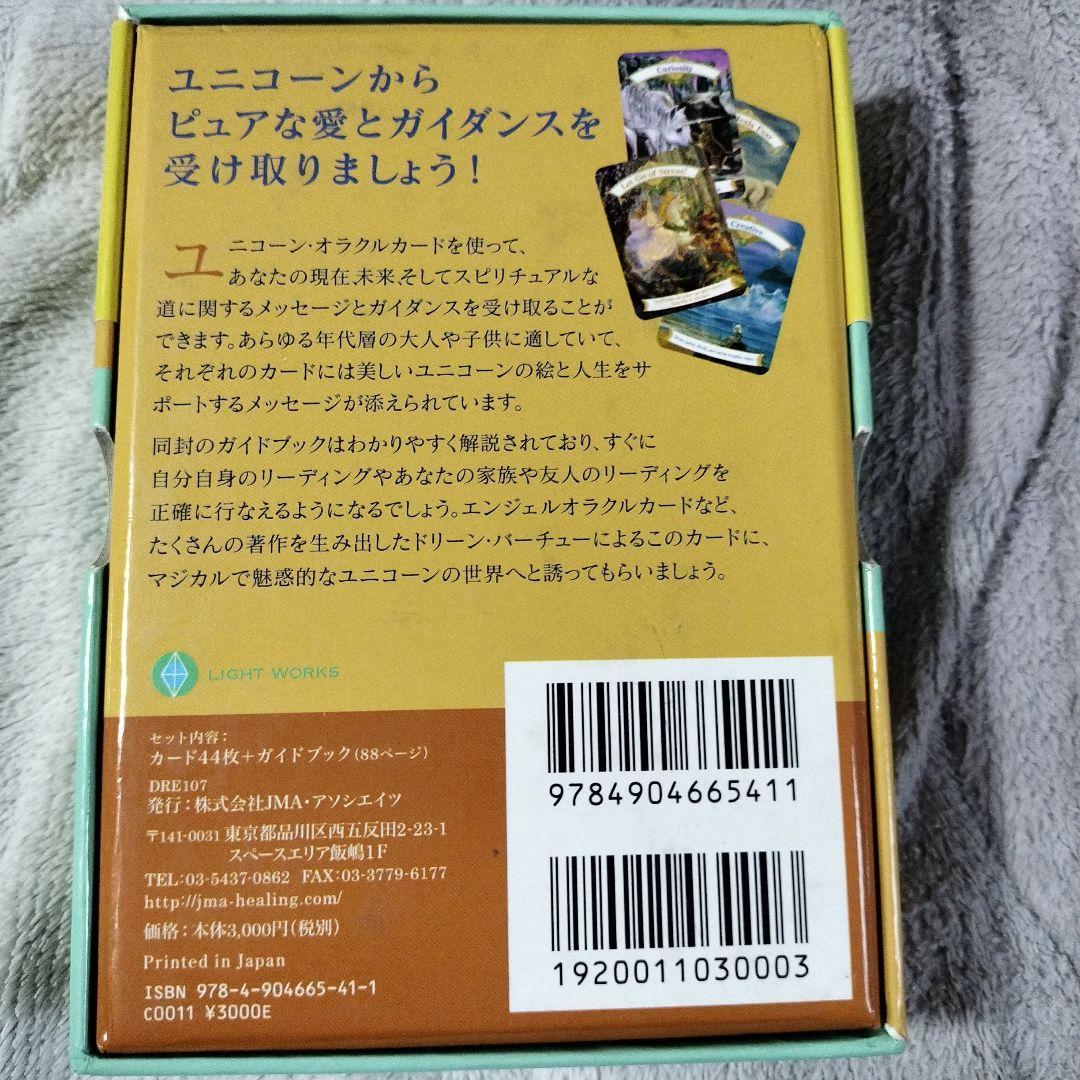 ユニコーンから
ピュアな愛とガイダンスを
受け取りましょう!
Curiosity
Let Go of Stress!
Creative
ユニコーン・オラクルカードを使って、
あなたの現在、未来、そしてスピリチュアルな
道に関するメッセージとガイダンスを受け取ることが
できます。あらゆる年代層の大人や子供に適していて、
それぞれのカードには美しいユニコーンの絵と人生をサ
ポートするメッセージが添えられています。
同封のガイドブックはわかりやすく解説されており、すぐに
自分自身のリーディングやあなたの家族や友人のリーディングを
正確に行なえるようになるでしょう。エンジェルオラクルカードなど、
たくさんの著作を生み出したドリーン・バーチューによるこのカードに、
マジカルで魅惑的なユニコーンの世界へと誘ってもらいましょう。
LIGHT WORKS
セット内容:
カード44枚+ガイドブック(88ページ)
DRE107
発行:株式会社JMA・アソシエイツ
〒141-0031 東京都品川区西五反田2-23-1
スペースエリア飯嶋1F
TEL:03-5437-0862 FAX:03-3779-6177
http://jma-healing.com/
価格:本体3,000円(税別)
Printed in Japan
ISBN 978-4-904665-41-1
C0011 ¥3000E
9784904665411
1920011030003